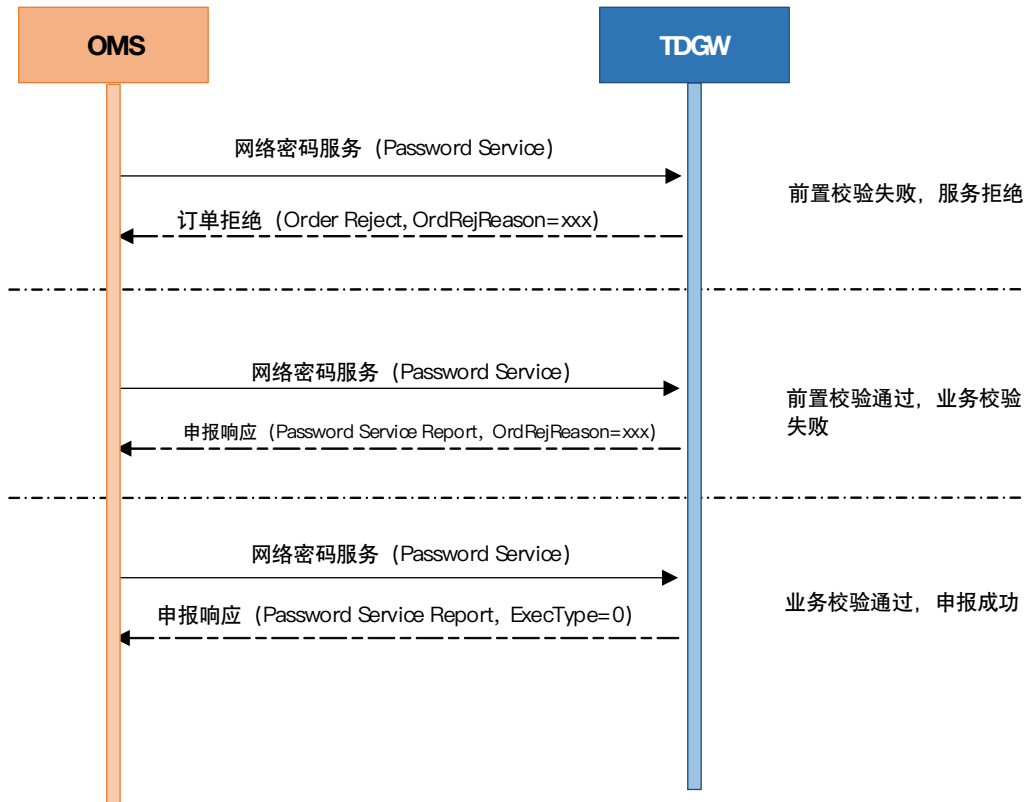 OMS
TDGW
网络密码服务（Password Service）
前置校验失败，服务拒绝
订单拒绝（Order Reject, OrdRejReason=xxx）
网络密码服务（Password Service）
前置校验通过，业务校验
失败
申报响应（Password Service Report, OrdRejReason=xxx）
网络密码服务（Password Service）
业务校验通过，申报成功
申报响应（Password Service Report, ExecType=0）